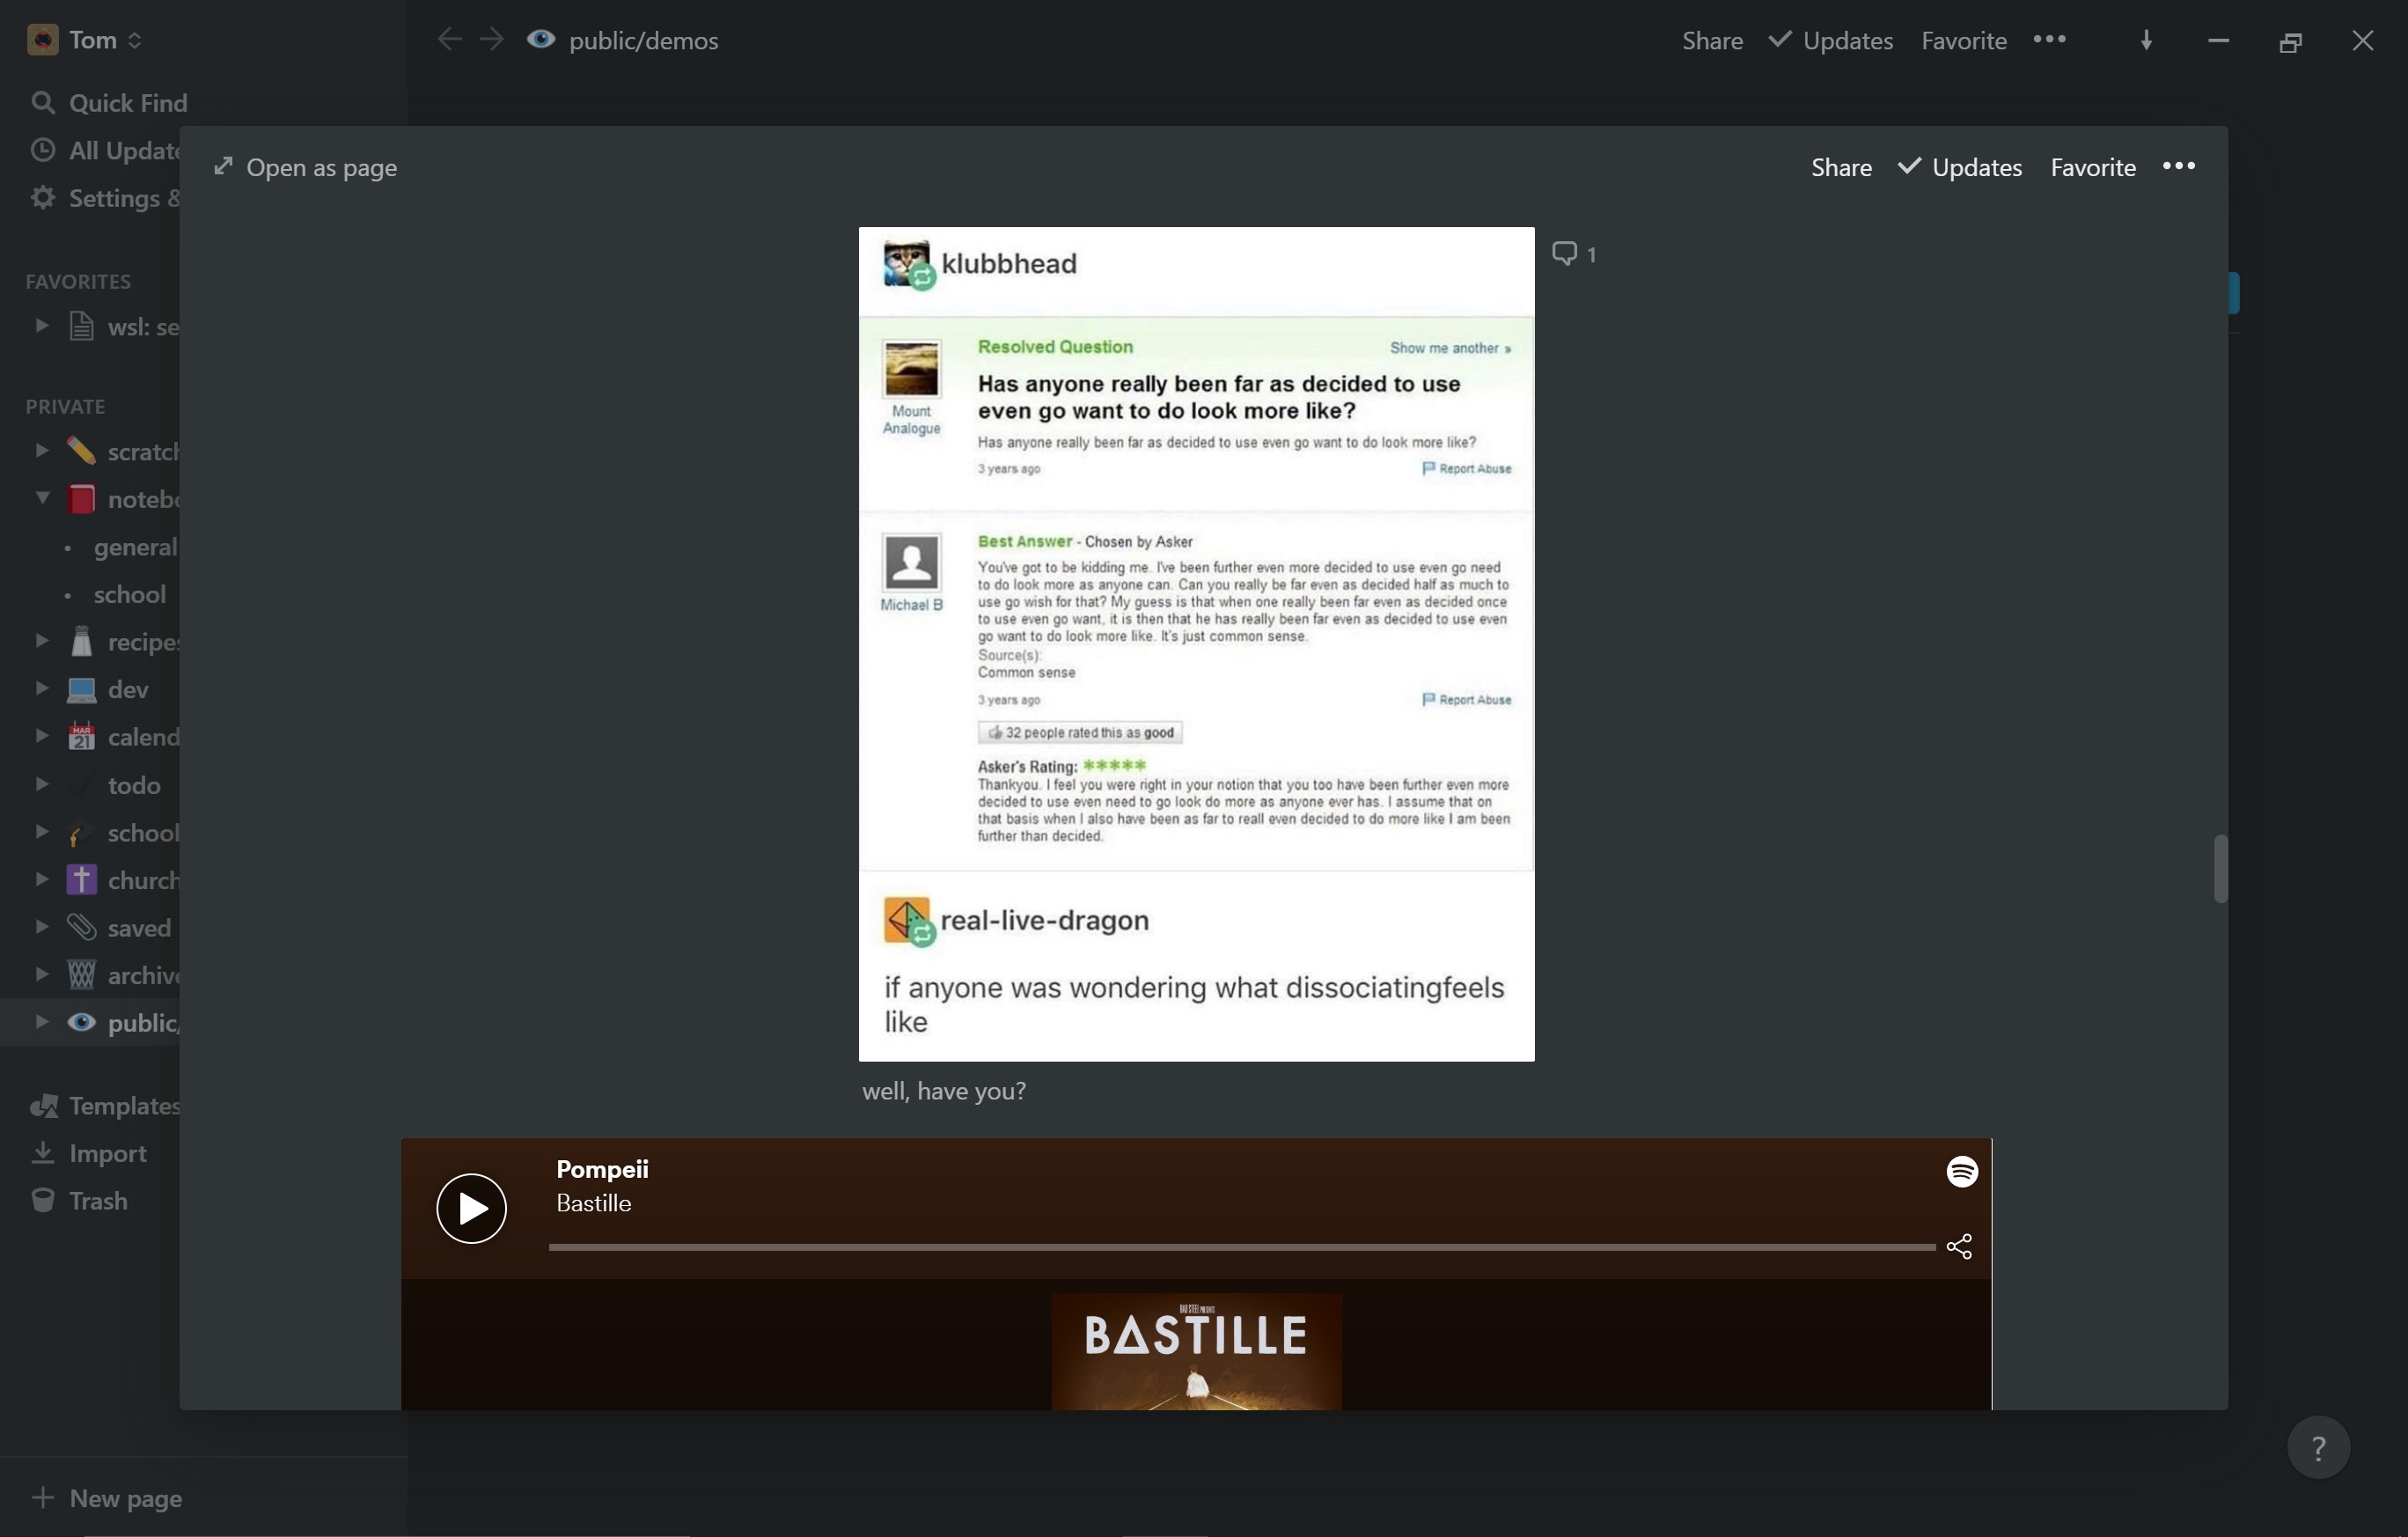 Tom
public/demos
Share
Updates
Favorite
Quick Find
All Update
Settings &
FAVORITES
wsl: se
PRIVATE
scratch
notebo
general
school
recipes
dev
MAR
21
calend
todo
school
church
saved
archive
public/
Templates
Import
Trash
New page
Open as page
Share
Updates
Favorite
klubbhead
1
Resolved Question
Show me another »
Has anyone really been far as decided to use
even go want to do look more like?
Mount
Analogue
Has anyone really been far as decided to use even go want to do look more like?
3 years ago
Report Abuse
Best Answer - Chosen by Asker
Michael B
You've got to be kidding me. I've been further even more decided to use even go need
to do look more as anyone can. Can you really be far even as decided half as much to
use go wish for that? My guess is that when one really been far even as decided once
to use even go want, it is then that he has really been far even as decided to use even
go want to do look more like. It's just common sense.
Source(s):
Common sense
3 years ago
Report Abuse
32 people rated this as good
Asker's Rating: *****
Thankyou. I feel you were right in your notion that you too have been further even more
decided to use even need to go look do more as anyone ever has. I assume that on
that basis when I also have been as far to reall even decided to do more like I am been
further than decided.
real-live-dragon
if anyone was wondering what dissociatingfeels
like
well, have you?
Pompeii
Bastille
BASTILLE
?